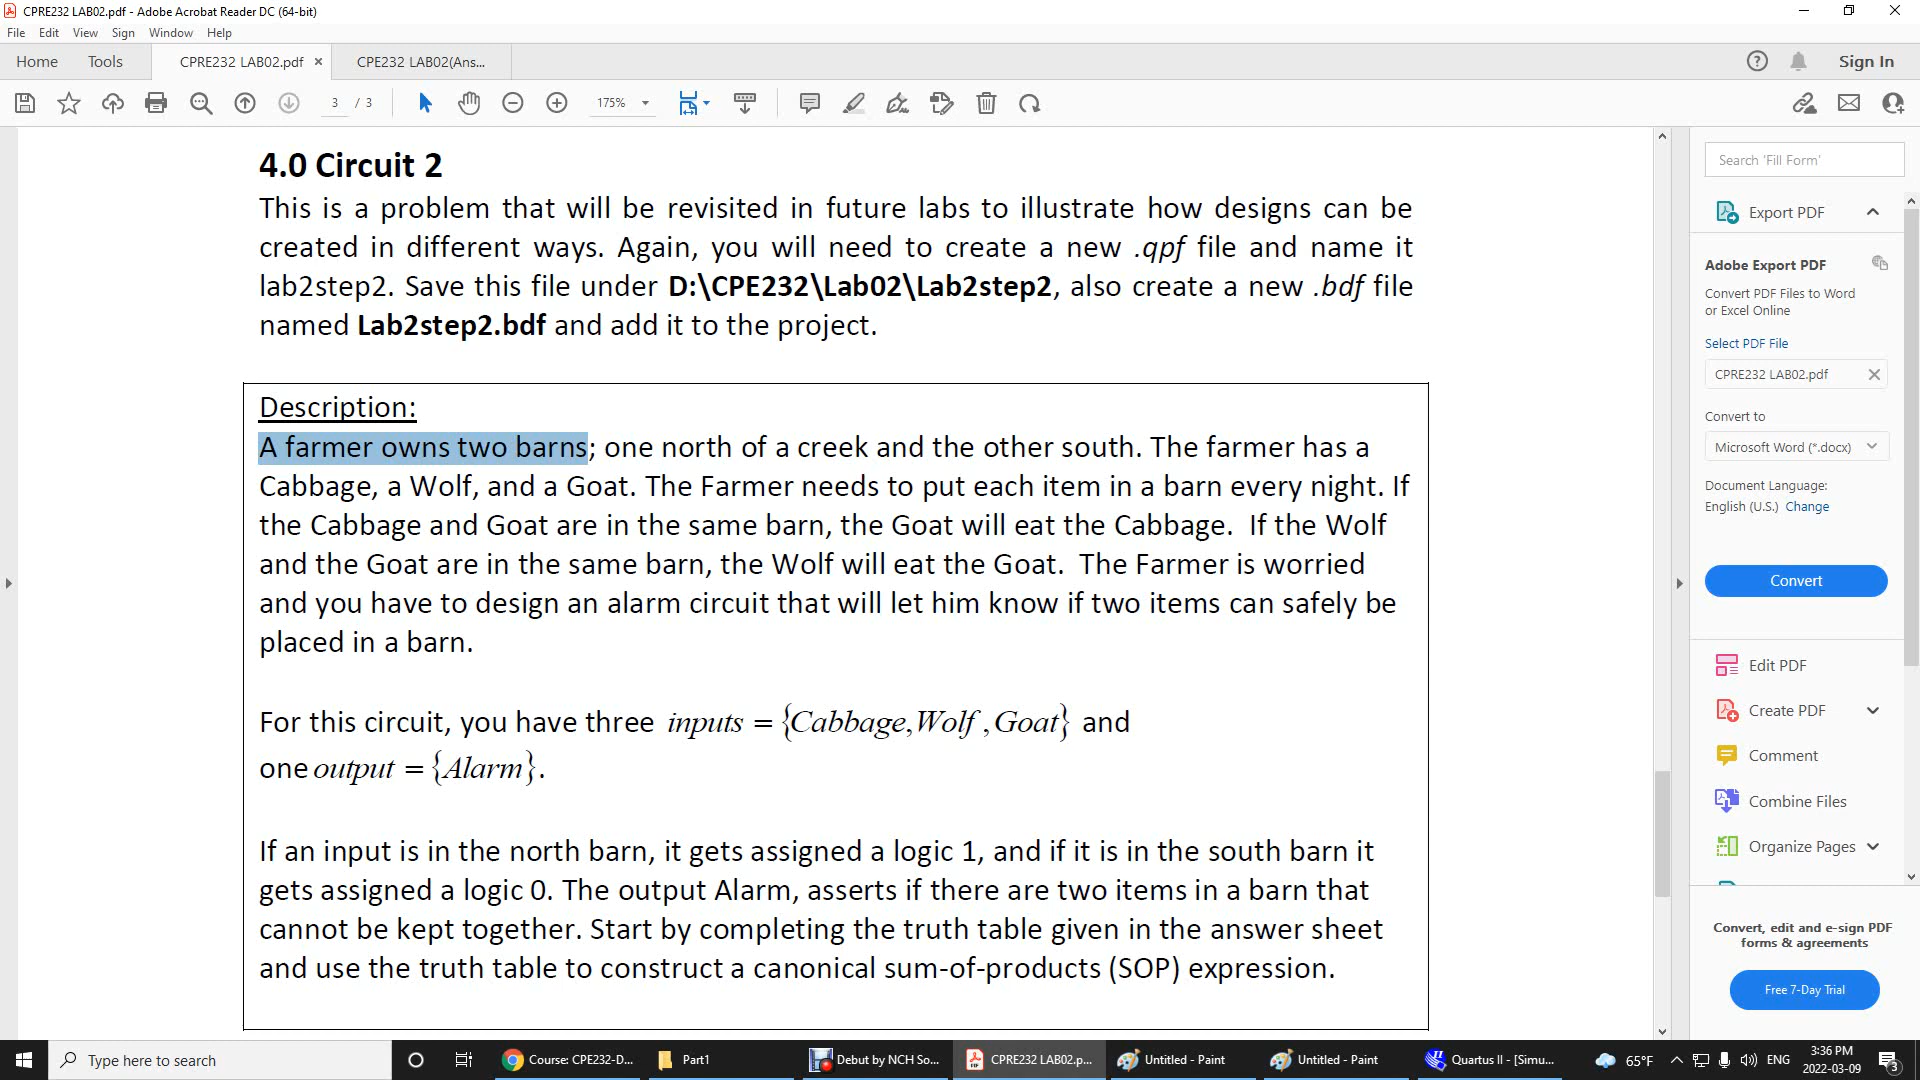 CPRE232 LAB02.pdf - Adobe Acrobat Reader DC (64-bit)
File Edit View Sign Window Help
Home Tools CPRE232 LAB02.pdf × CPE232 LAB02(Ans... Sign In
3 / 3 175%
4.0 Circuit 2
This is a problem that will be revisited in future labs to illustrate how designs can be
created in different ways. Again, you will need to create a new .qpf file and name it
lab2step2. Save this file under D:\CPE232\Lab02\Lab2step2, also create a new .bdf file
named Lab2step2.bdf and add it to the project.
Description:
A farmer owns two barns; one north of a creek and the other south. The farmer has a
Cabbage, a Wolf, and a Goat. The Farmer needs to put each item in a barn every night. If
the Cabbage and Goat are in the same barn, the Goat will eat the Cabbage. If the Wolf
and the Goat are in the same barn, the Wolf will eat the Goat. The Farmer is worried
and you have to design an alarm circuit that will let him know if two items can safely be
placed in a barn.
For this circuit, you have three inputs = {Cabbage, Wolf, Goat} and
one output = {Alarm}.
If an input is in the north barn, it gets assigned a logic 1, and if it is in the south barn it
gets assigned a logic 0. The output Alarm, asserts if there are two items in a barn that
cannot be kept together. Start by completing the truth table given in the answer sheet
and use the truth table to construct a canonical sum-of-products (SOP) expression.
Search 'Fill Form'
Export PDF
Adobe Export PDF
Convert PDF Files to Word
or Excel Online
Select PDF File
CPRE232 LAB02.pdf
Convert to
Microsoft Word (*.docx)
Document Language:
English (U.S.) Change
Convert
Edit PDF
Create PDF
Comment
Combine Files
Organize Pages
Convert, edit and e-sign PDF
forms & agreements
Free 7-Day Trial
Type here to search
Course: CPE232-D...
Part1
Debut by NCH So...
CPRE232 LAB02.p...
Untitled - Paint
Untitled - Paint
Quartus II - [Simu...
65°F
ENG
3:36 PM
2022-03-09
3